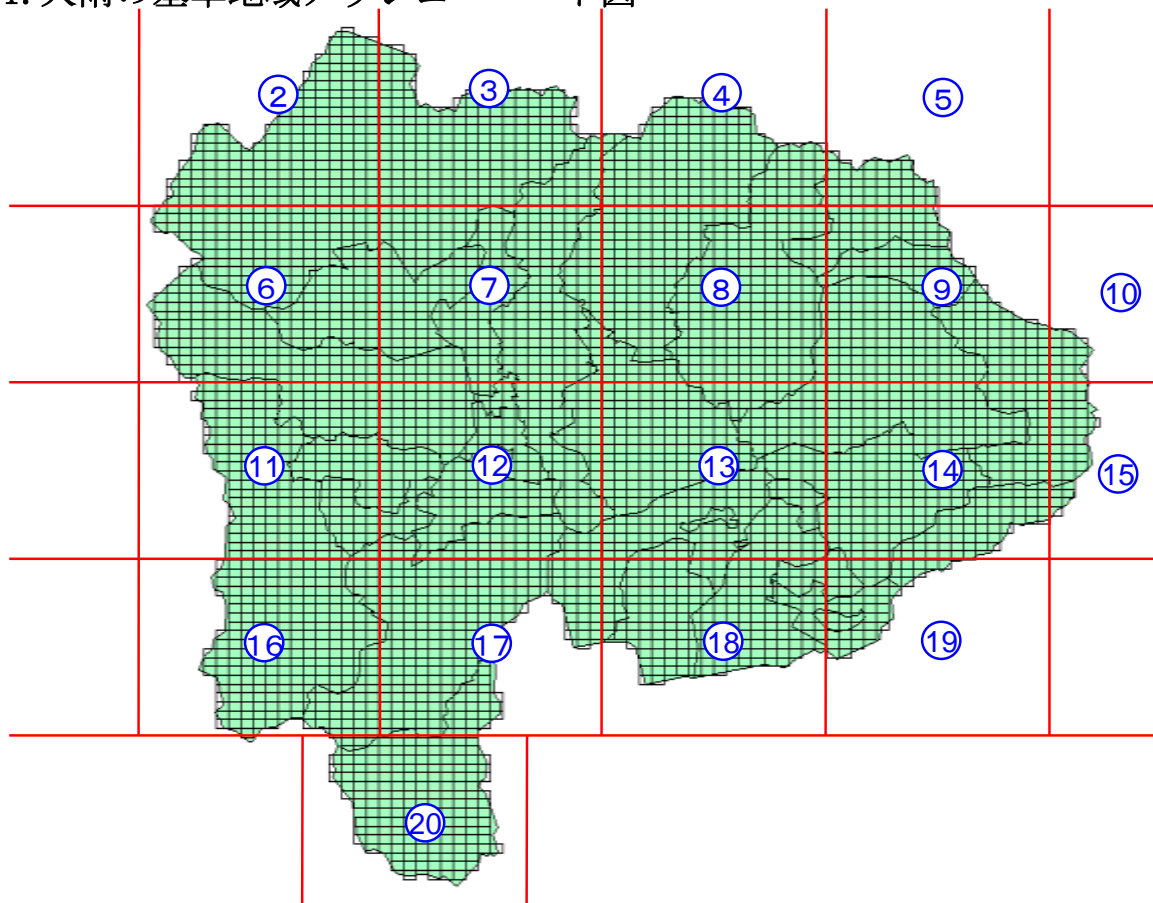 ② ③ ④ ⑤
⑥ ⑦ ⑧ ⑨ ⑩
⑪ ⑫ ⑬ ⑭ ⑮
⑯ ⑰ ⑱ ⑲
⑳